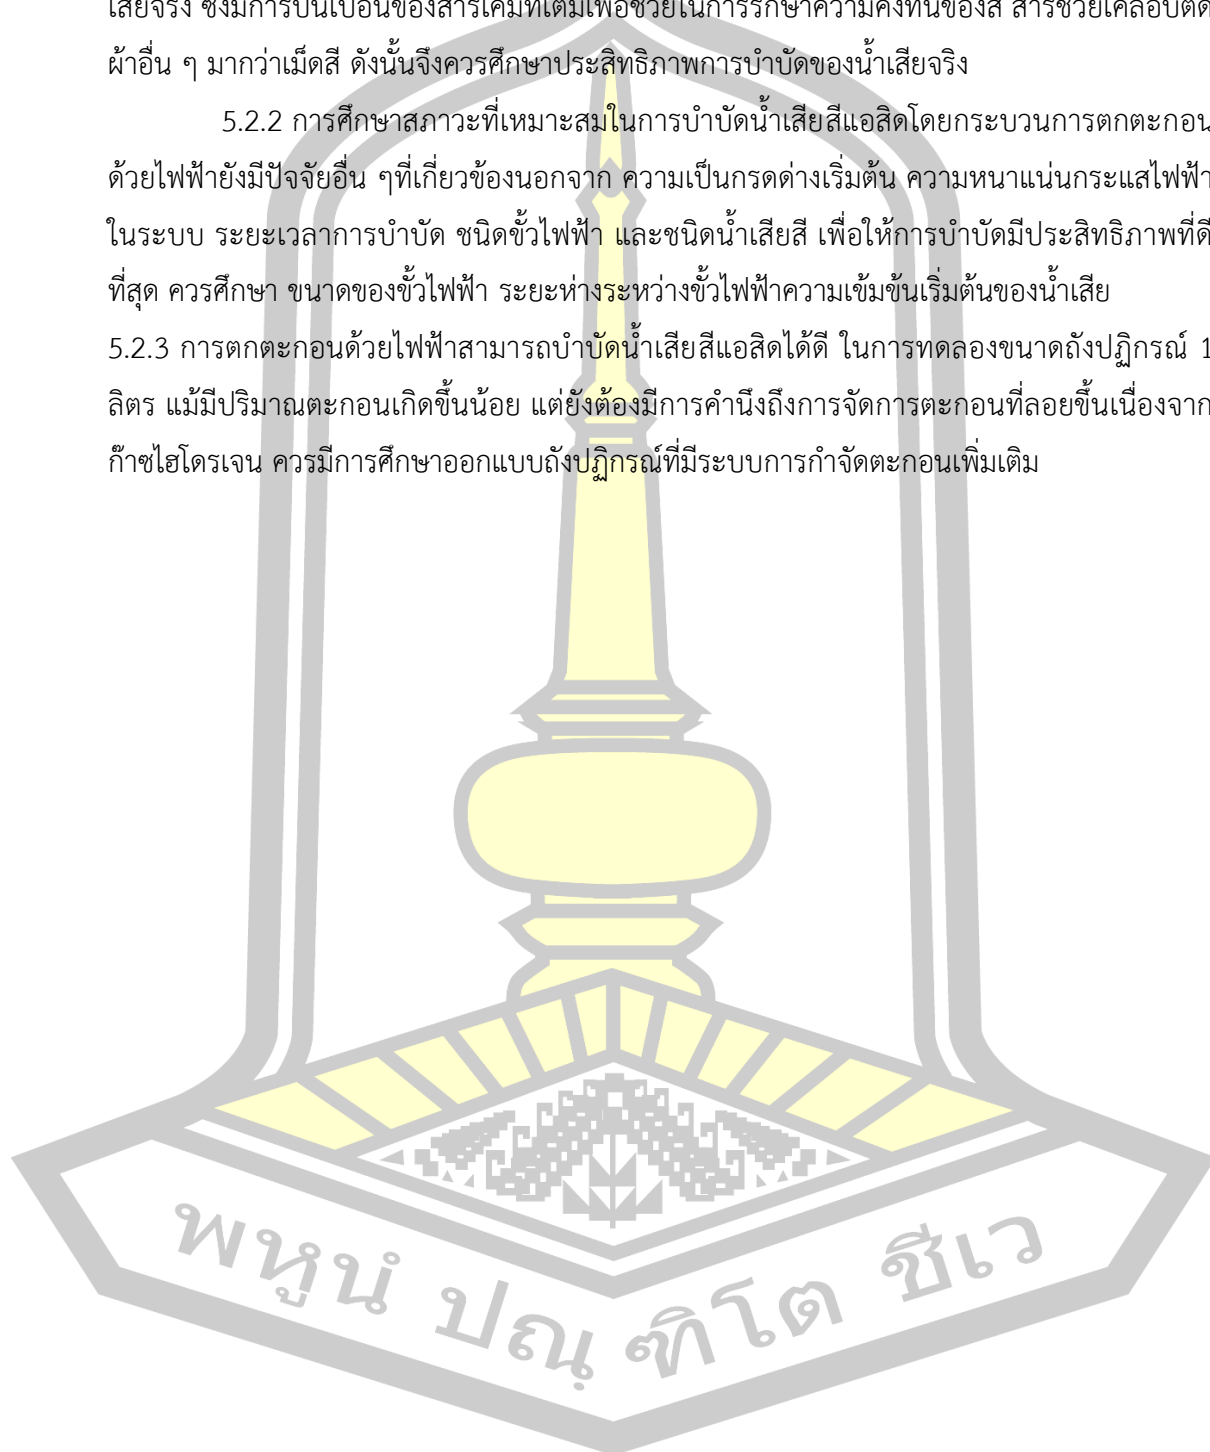 เสียจริง ซึ่งมีการปนเปื้อนของสารเคมีที่เติมเพื่อช่วยในการรักษาความคงทนของสี สารช่วยเคลือบติด
ผ้าอื่น ๆ มากว่าเม็ดสี ดังนั้นจึงควรศึกษาประสิทธิภาพการบำบัดของน้ำเสียจริง
5.2.2 การศึกษาสภาวะที่เหมาะสมในการบำบัดน้ำเสียสีแอสิดโดยกระบวนการตกตะกอน
ด้วยไฟฟ้ายังมีปัจจัยอื่น ๆที่เกี่ยวข้องนอกจาก ความเป็นกรดด่างเริ่มต้น ความหนาแน่นกระแสไฟฟ้า
ในระบบ ระยะเวลาการบำบัด ชนิดขั้วไฟฟ้า และชนิดน้ำเสียสี เพื่อให้การบำบัดมีประสิทธิภาพที่ดี
ที่สุด ควรศึกษา ขนาดของขั้วไฟฟ้า ระยะห่างระหว่างขั้วไฟฟ้าความเข้มข้นเริ่มต้นของน้ำเสีย
5.2.3 การตกตะกอนด้วยไฟฟ้าสามารถบำบัดน้ำเสียสีแอสิดได้ดี ในการทดลองขนาดถังปฏิกรณ์ 1
ลิตร แม้มีปริมาณตะกอนเกิดขึ้นน้อย แต่ยังต้องมีการคำนึงถึงการจัดการตะกอนที่ลอยขึ้นเนื่องจาก
ก๊าซไฮโดรเจน ควรมีการศึกษาออกแบบถังปฏิกรณ์ที่มีระบบการกำจัดตะกอนเพิ่มเติม
พหูนํ ปณฺฑิโต ชีเว